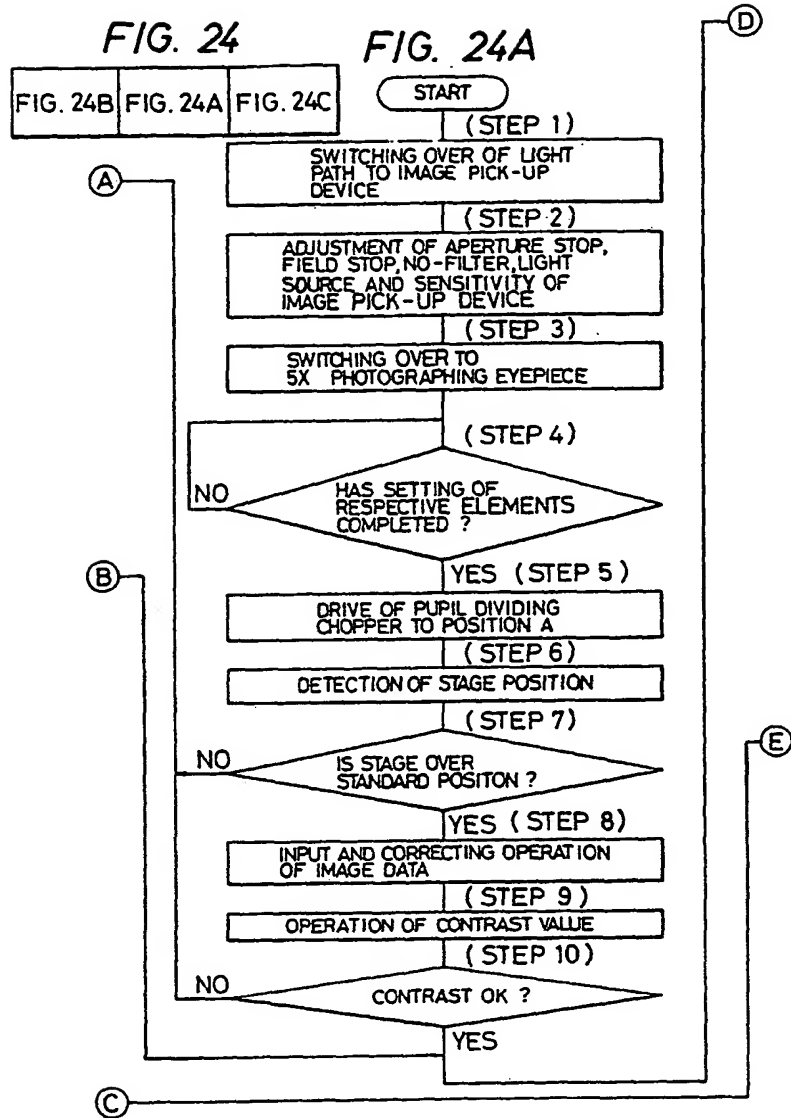 FIG. 24
FIG. 24B FIG. 24A FIG. 24C
FIG. 24A
D
START
(STEP 1)
SWITCHING OVER OF LIGHT
PATH TO IMAGE PICK-UP
DEVICE
A
(STEP 2)
ADJUSTMENT OF APERTURE STOP,
FIELD STOP, NO-FILTER, LIGHT
SOURCE AND SENSITIVITY OF
IMAGE PICK-UP DEVICE
(STEP 3)
SWITCHING OVER TO
5X PHOTOGRAPHING EYEPIECE
(STEP 4)
NO
HAS SETTING OF
RESPECTIVE ELEMENTS
COMPLETED ?
B
YES (STEP 5)
DRIVE OF PUPIL DIVIDING
CHOPPER TO POSITION A
(STEP 6)
DETECTION OF STAGE POSITION
(STEP 7)
E
NO
IS STAGE OVER
STANDARD POSITON ?
YES (STEP 8)
INPUT AND CORRECTING OPERATION
OF IMAGE DATA
(STEP 9)
OPERATION OF CONTRAST VALUE
(STEP 10)
NO
CONTRAST OK ?
YES
C